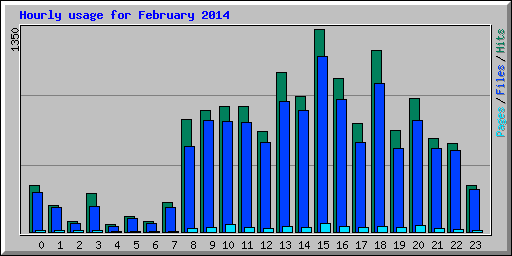 Hourly usage for February 2014
1350
Pages/Files/Hits
0 1 2 3 4 5 6 7 8 9 10 11 12 13 14 15 16 17 18 19 20 21 22 23